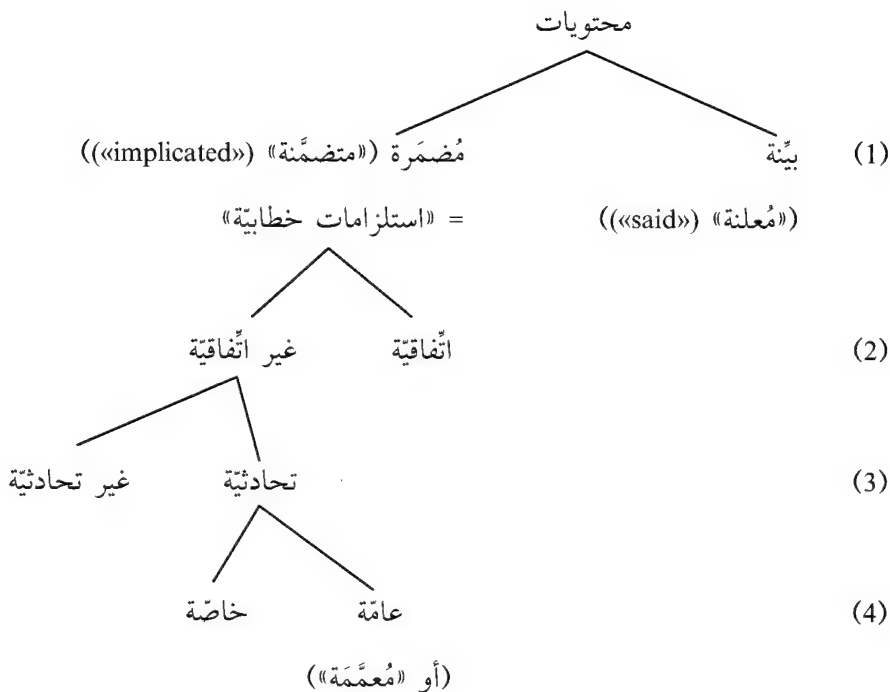 محتويات
(1) بيِّنة مُضمَرة («متضمَّنة» («implicated»))
(«مُعلنة» («said»)) = «استلزامات خطابيّة»
(2) اتِّفاقيّة غير اتِّفاقيّة
(3) تحادثيّة غير تحادثيّة
(4) عامّة خاصّة
(أو «مُعمَّمَة»)